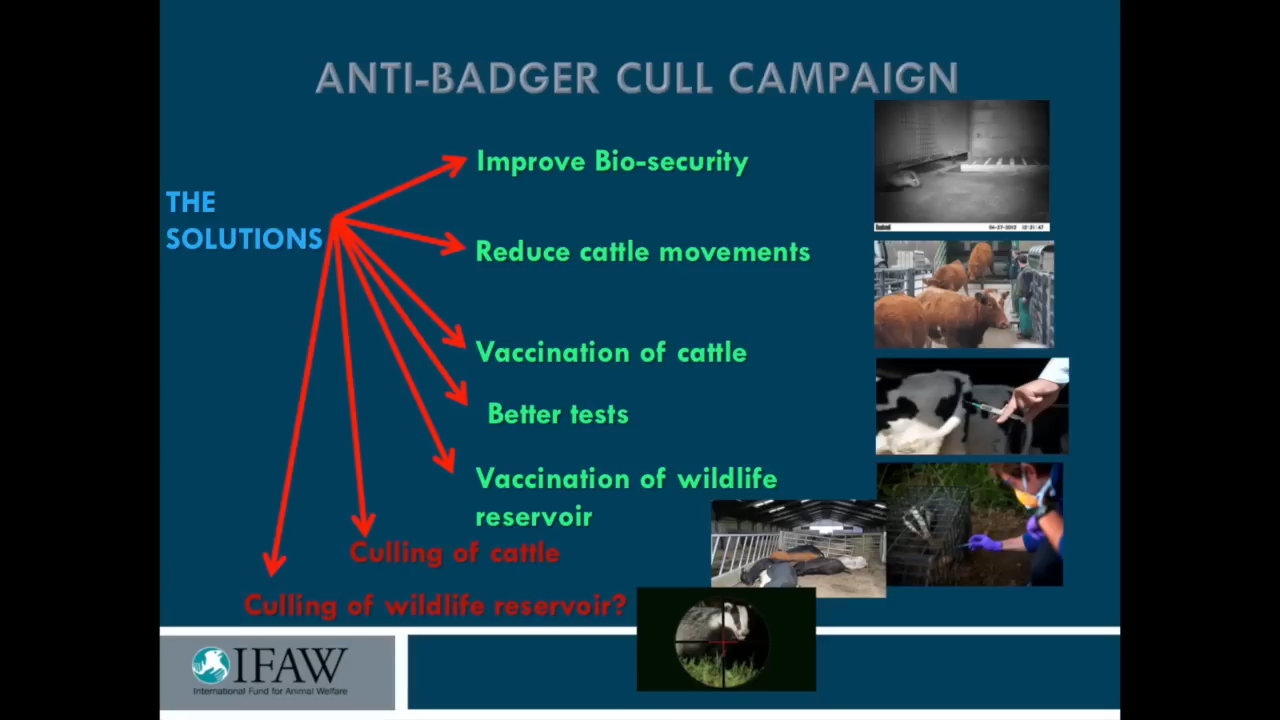 ANTI-BADGER CULL CAMPAIGN
Improve Bio-security
THE
SOLUTIONS
Reduce cattle movements
Vaccination of cattle
Better tests
Vaccination of wildlife
reservoir
Culling of cattle
Culling of wildlife reservoir?
IFAW
International Fund for Animal Welfare